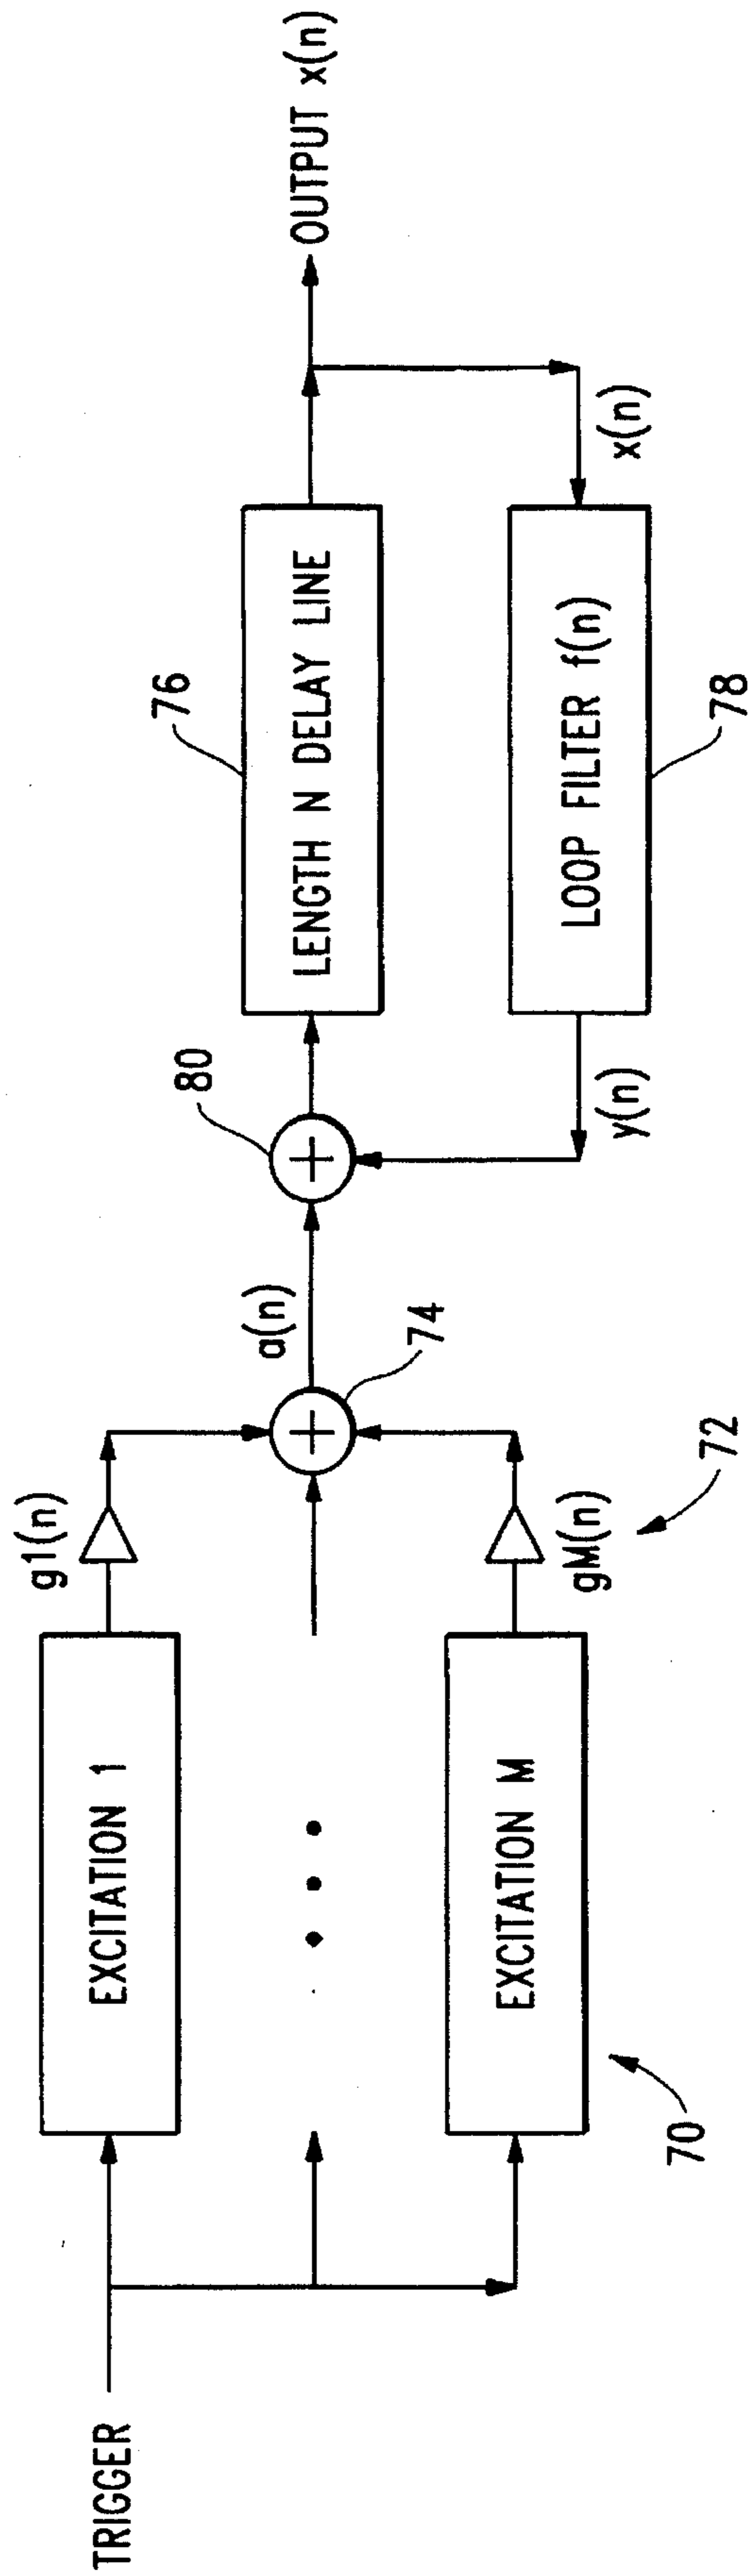 TRIGGER
EXCITATION 1
g1(n)
EXCITATION M
gM(n)
70
72
74
a(n)
80
LENGTH N DELAY LINE
76
LOOP FILTER f(n)
78
y(n)
x(n)
OUTPUT x(n)